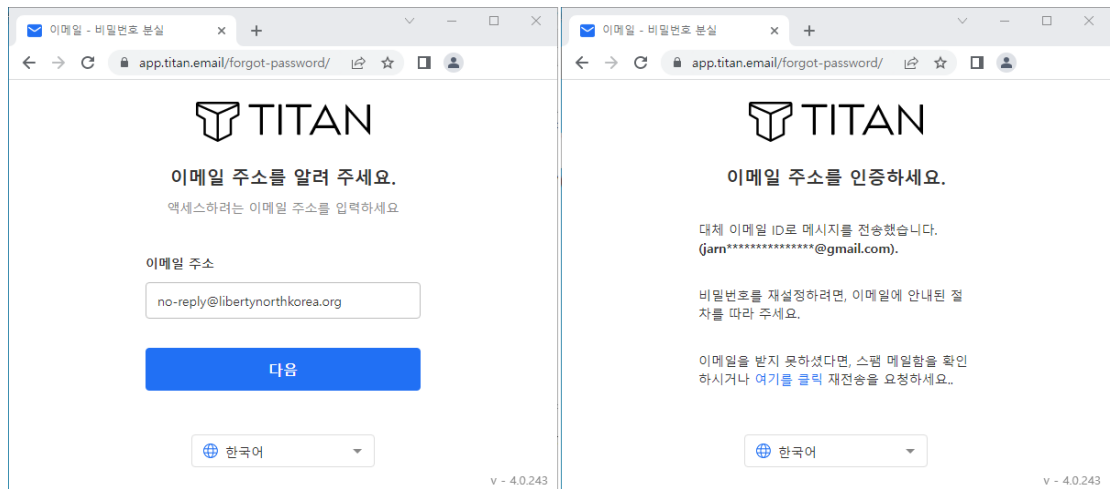 이메일 - 비밀번호 분실
app.titan.email/forgot-password/
TITAN
이메일 주소를 알려 주세요.
액세스하려는 이메일 주소를 입력하세요
이메일 주소
no-reply@libertynorthkorea.org
다음
한국어
v - 4.0.243
이메일 - 비밀번호 분실
app.titan.email/forgot-password/
TITAN
이메일 주소를 인증하세요.
대체 이메일 ID로 메시지를 전송했습니다.
(jarn***************@gmail.com).
비밀번호를 재설정하려면, 이메일에 안내된 절
차를 따라 주세요.
이메일을 받지 못하셨다면, 스팸 메일함을 확인
하시거나 여기를 클릭 재전송을 요청하세요..
한국어
v - 4.0.243